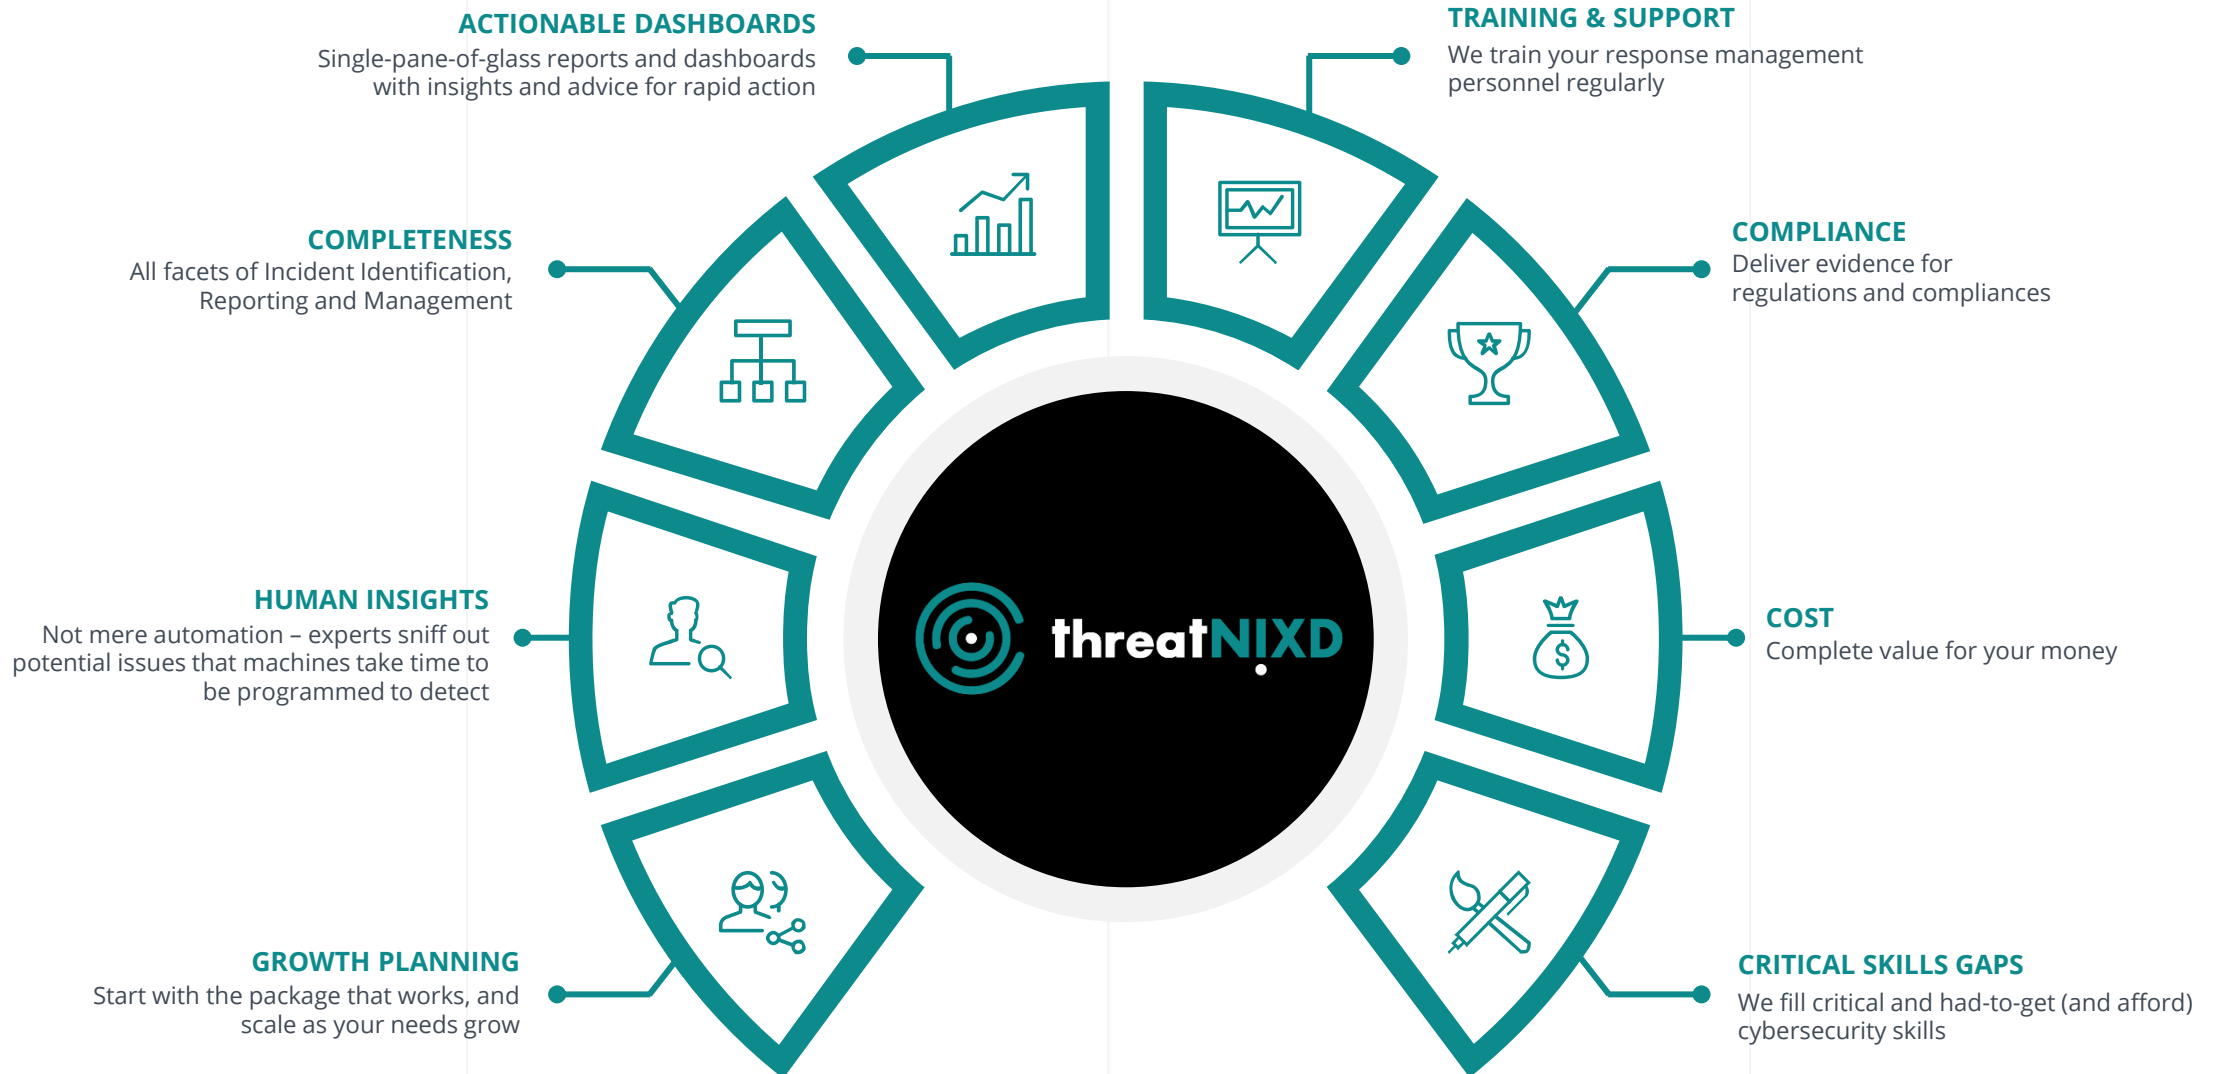 ACTIONABLE DASHBOARDS
Single-pane-of-glass reports and dashboards
with insights and advice for rapid action
TRAINING & SUPPORT
We train your response management
personnel regularly
COMPLETENESS
All facets of Incident Identification,
Reporting and Management
COMPLIANCE
Deliver evidence for
regulations and compliances
HUMAN INSIGHTS
Not mere automation – experts sniff out
potential issues that machines take time to
be programmed to detect
threatNIXD
$
COST
Complete value for your money
GROWTH PLANNING
Start with the package that works, and
scale as your needs grow
CRITICAL SKILLS GAPS
We fill critical and had-to-get (and afford)
cybersecurity skills